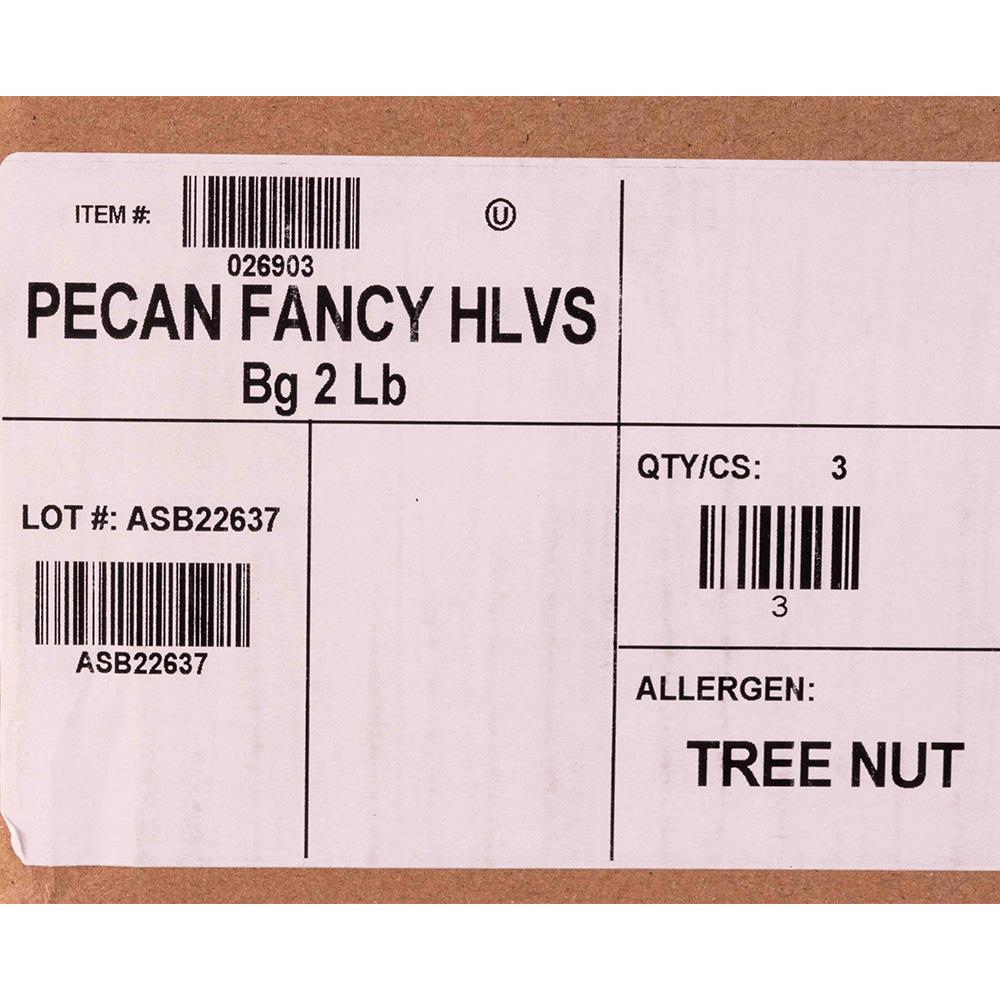 ITEM #:
026903
Ⓤ
PECAN FANCY HLVS
Bg 2 Lb
LOT #: ASB22637
ASB22637
QTY/CS: 3
3
ALLERGEN:
TREE NUT